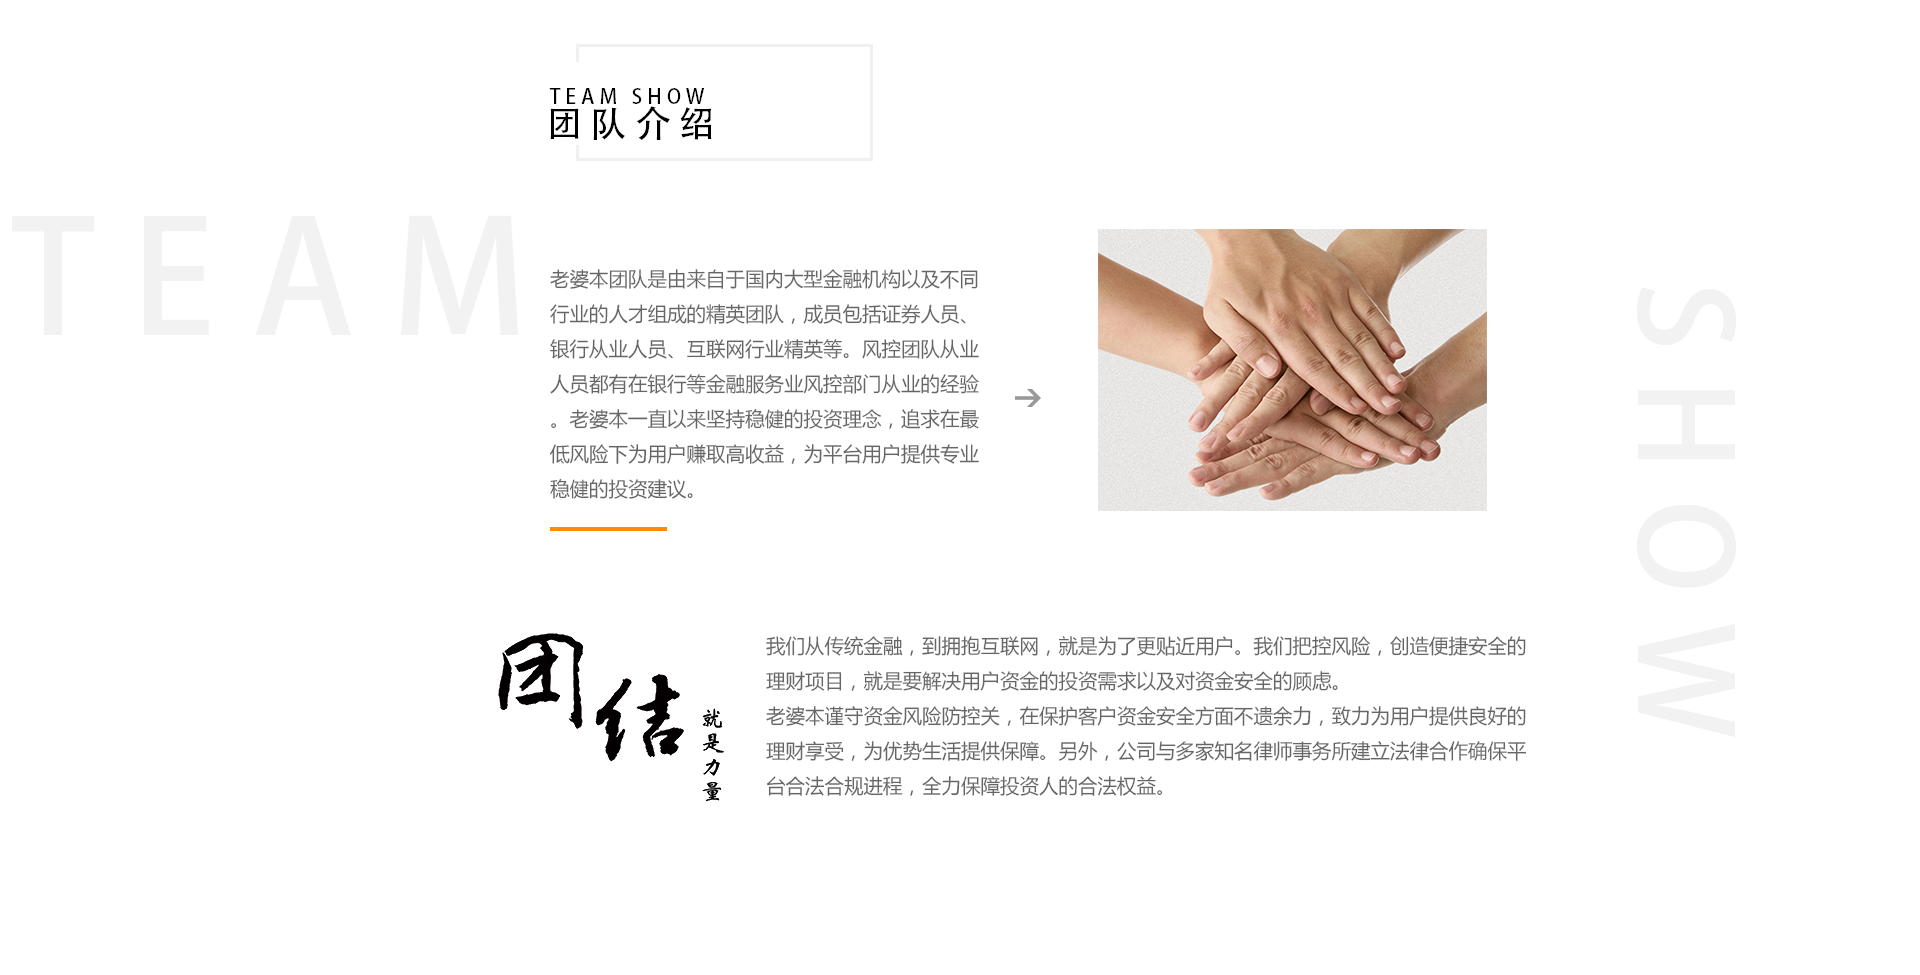 TEAM SHOW
团队介绍
TEAM
SHOW
老婆本团队是由来自于国内大型金融机构以及不同
行业的人才组成的精英团队，成员包括证券人员、
银行从业人员、互联网行业精英等。风控团队从业
人员都有在银行等金融服务业风控部门从业的经验
。老婆本一直以来坚持稳健的投资理念，追求在最
低风险下为用户赚取高收益，为平台用户提供专业
稳健的投资建议。
团结
就是力量
我们从传统金融，到拥抱互联网，就是为了更贴近用户。我们把控风险，创造便捷安全的
理财项目，就是要解决用户资金的投资需求以及对资金安全的顾虑。
老婆本谨守资金风险防控关，在保护客户资金安全方面不遗余力，致力为用户提供良好的
理财享受，为优势生活提供保障。另外，公司与多家知名律师事务所建立法律合作确保平
台合法合规进程，全力保障投资人的合法权益。